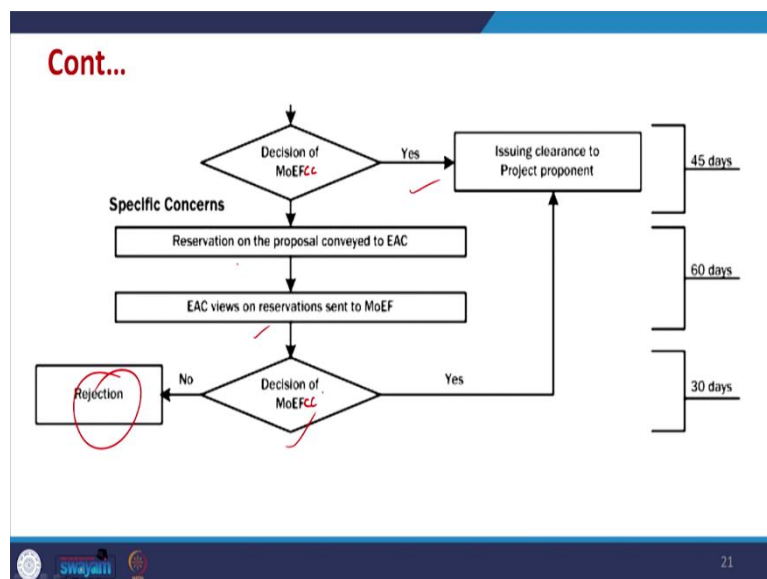 Cont...
Decision of
MoEFCC
Yes
Issuing clearance to
Project proponent
45 days
Specific Concerns
Reservation on the proposal conveyed to EAC
60 days
EAC views on reservations sent to MoEF
Rejection
No
Decision of
MoEFCC
Yes
30 days
swayam
21